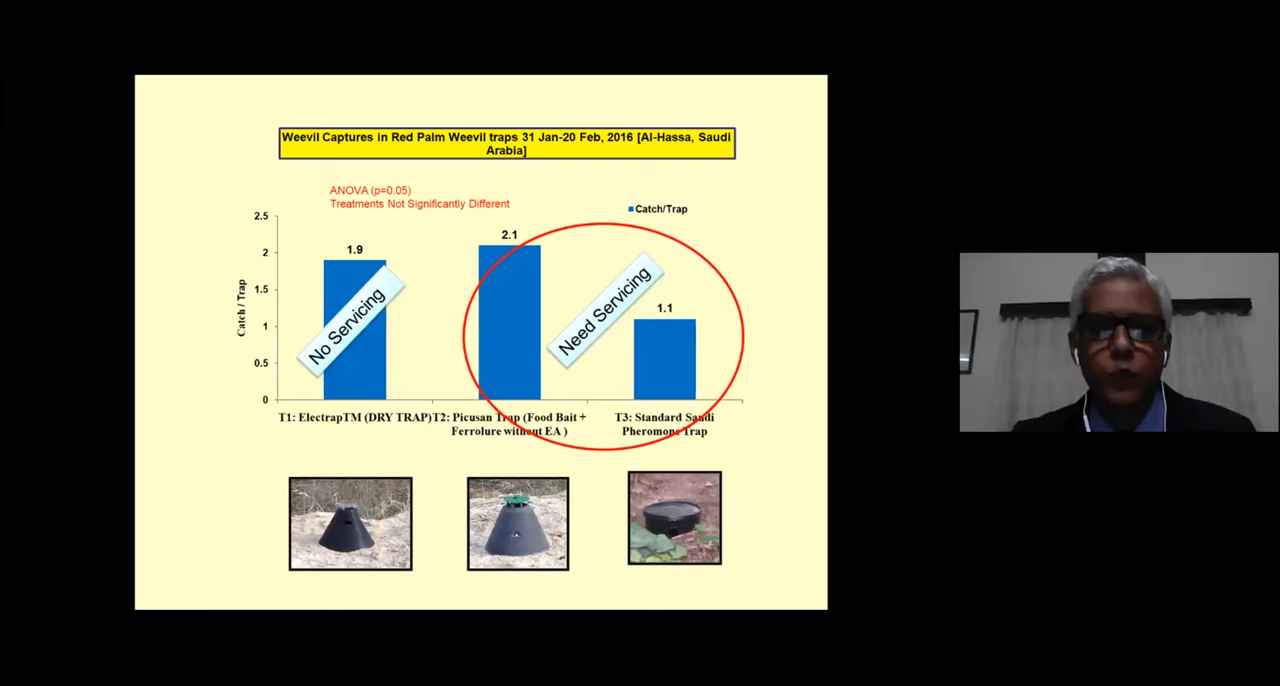 Weevil Captures in Red Palm Weevil traps 31 Jan-20 Feb, 2016 [Al-Hassa, Saudi
Arabia]
ANOVA (p=0.05)
Treatments Not Significantly Different
Catch/Trap
2.5
2
1.5
1
0.5
0
Catch / Trap
1.9
2.1
1.1
No Servicing
Need Servicing
T1: ElectrapTM (DRY TRAP)
T2: Picusan Trap (Food Bait +
Ferrolure without EA )
T3: Standard Saudi
Pheromone Trap